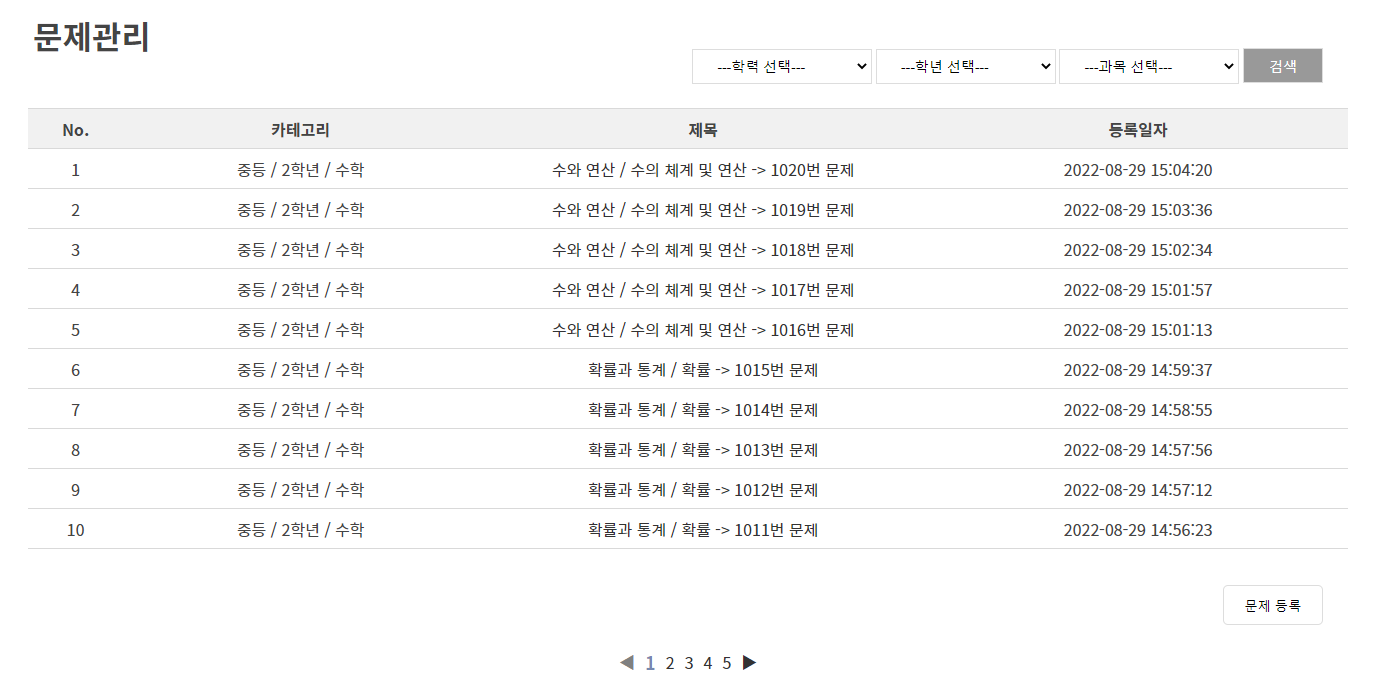 문제관리
---학력 선택--- ---학년 선택--- ---과목 선택--- 검색
No. 카테고리 제목 등록일자
1 중등 / 2학년 / 수학 수와 연산 / 수의 체계 및 연산 -> 1020번 문제 2022-08-29 15:04:20
2 중등 / 2학년 / 수학 수와 연산 / 수의 체계 및 연산 -> 1019번 문제 2022-08-29 15:03:36
3 중등 / 2학년 / 수학 수와 연산 / 수의 체계 및 연산 -> 1018번 문제 2022-08-29 15:02:34
4 중등 / 2학년 / 수학 수와 연산 / 수의 체계 및 연산 -> 1017번 문제 2022-08-29 15:01:57
5 중등 / 2학년 / 수학 수와 연산 / 수의 체계 및 연산 -> 1016번 문제 2022-08-29 15:01:13
6 중등 / 2학년 / 수학 확률과 통계 / 확률 -> 1015번 문제 2022-08-29 14:59:37
7 중등 / 2학년 / 수학 확률과 통계 / 확률 -> 1014번 문제 2022-08-29 14:58:55
8 중등 / 2학년 / 수학 확률과 통계 / 확률 -> 1013번 문제 2022-08-29 14:57:56
9 중등 / 2학년 / 수학 확률과 통계 / 확률 -> 1012번 문제 2022-08-29 14:57:12
10 중등 / 2학년 / 수학 확률과 통계 / 확률 -> 1011번 문제 2022-08-29 14:56:23
문제 등록
◀ 1 2 3 4 5 ▶